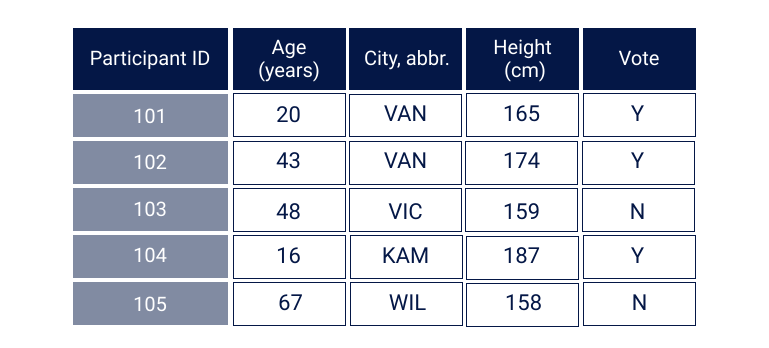 Participant ID Age (years) City, abbr. Height (cm) Vote
101 20 VAN 165 Y
102 43 VAN 174 Y
103 48 VIC 159 N
104 16 KAM 187 Y
105 67 WIL 158 N